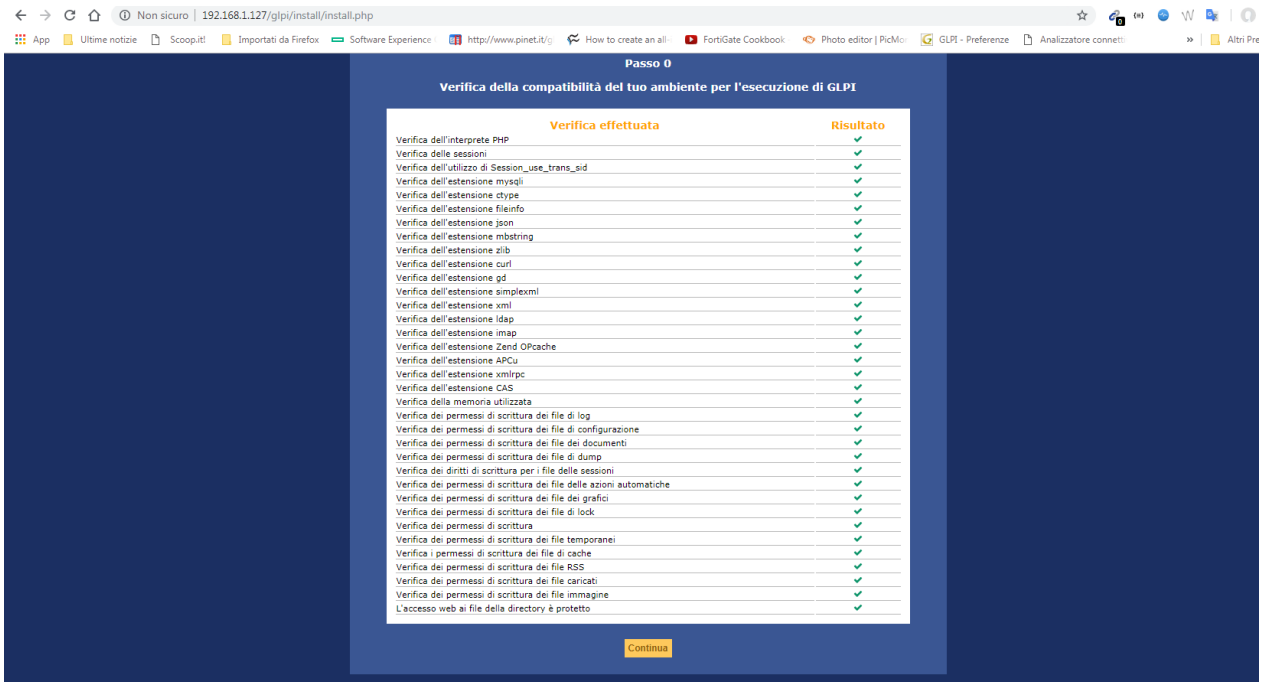 Non sicuro | 192.168.1.127/glpi/install/install.php
0
App Ultime notizie Scoop.it! Importati da Firefox Software Experience http://www.pinet.it/g How to create an all- FortiGate Cookbook Photo editor | PicMo GLPI - Preferenze Analizzatore connett » Altri Pre
Passo 0
Verifica della compatibilità del tuo ambiente per l'esecuzione di GLPI
Verifica effettuata Risultato
Verifica dell'interprete PHP
Verifica delle sessioni
Verifica dell'utilizzo di Session_use_trans_sid
Verifica dell'estensione mysqli
Verifica dell'estensione ctype
Verifica dell'estensione fileinfo
Verifica dell'estensione json
Verifica dell'estensione mbstring
Verifica dell'estensione zlib
Verifica dell'estensione curl
Verifica dell'estensione gd
Verifica dell'estensione simplexml
Verifica dell'estensione xml
Verifica dell'estensione ldap
Verifica dell'estensione imap
Verifica dell'estensione Zend OPcache
Verifica dell'estensione APCu
Verifica dell'estensione xmlrpc
Verifica dell'estensione CAS
Verifica della memoria utilizzata
Verifica dei permessi di scrittura dei file di log
Verifica dei permessi di scrittura dei file di configurazione
Verifica dei permessi di scrittura dei file dei documenti
Verifica dei permessi di scrittura dei file di dump
Verifica dei diritti di scrittura per i file delle sessioni
Verifica dei permessi di scrittura dei file delle azioni automatiche
Verifica dei permessi di scrittura dei file dei grafici
Verifica dei permessi di scrittura dei file di lock
Verifica dei permessi di scrittura
Verifica dei permessi di scrittura dei file temporanei
Verifica i permessi di scrittura dei file di cache
Verifica dei permessi di scrittura dei file RSS
Verifica dei permessi di scrittura dei file caricati
Verifica dei permessi di scrittura dei file immagine
L'accesso web ai file della directory è protetto
Continua